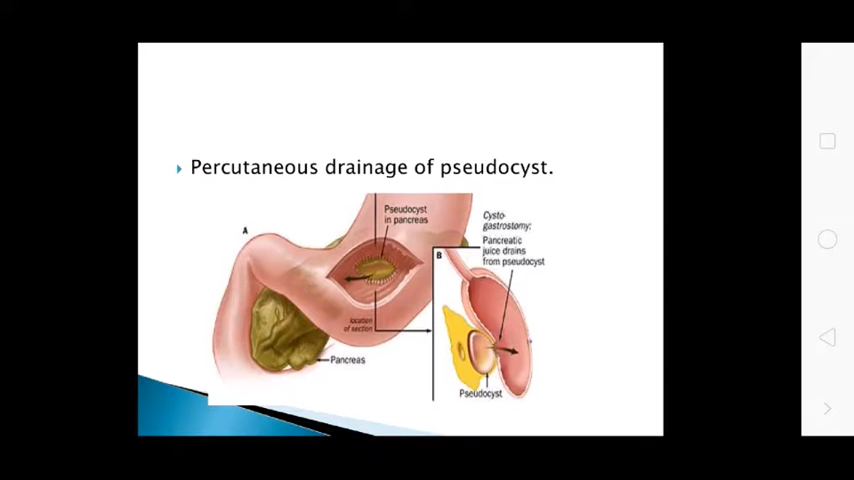 Percutaneous drainage of pseudocyst.
A
Pseudocyst
in pancreas
Cysto-
gastrostomy:
Pancreatic
juice drains
from pseudocyst
B
location
of section
Pancreas
Pseudocyst